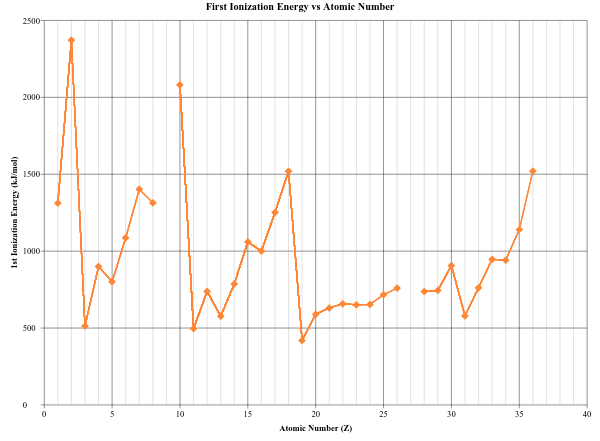 First Ionization Energy vs Atomic Number
2500
2000
1500
1000
500
0
1st Ionization Energy (kJ/mol)
0 5 10 15 20 25 30 35 40
Atomic Number (Z)